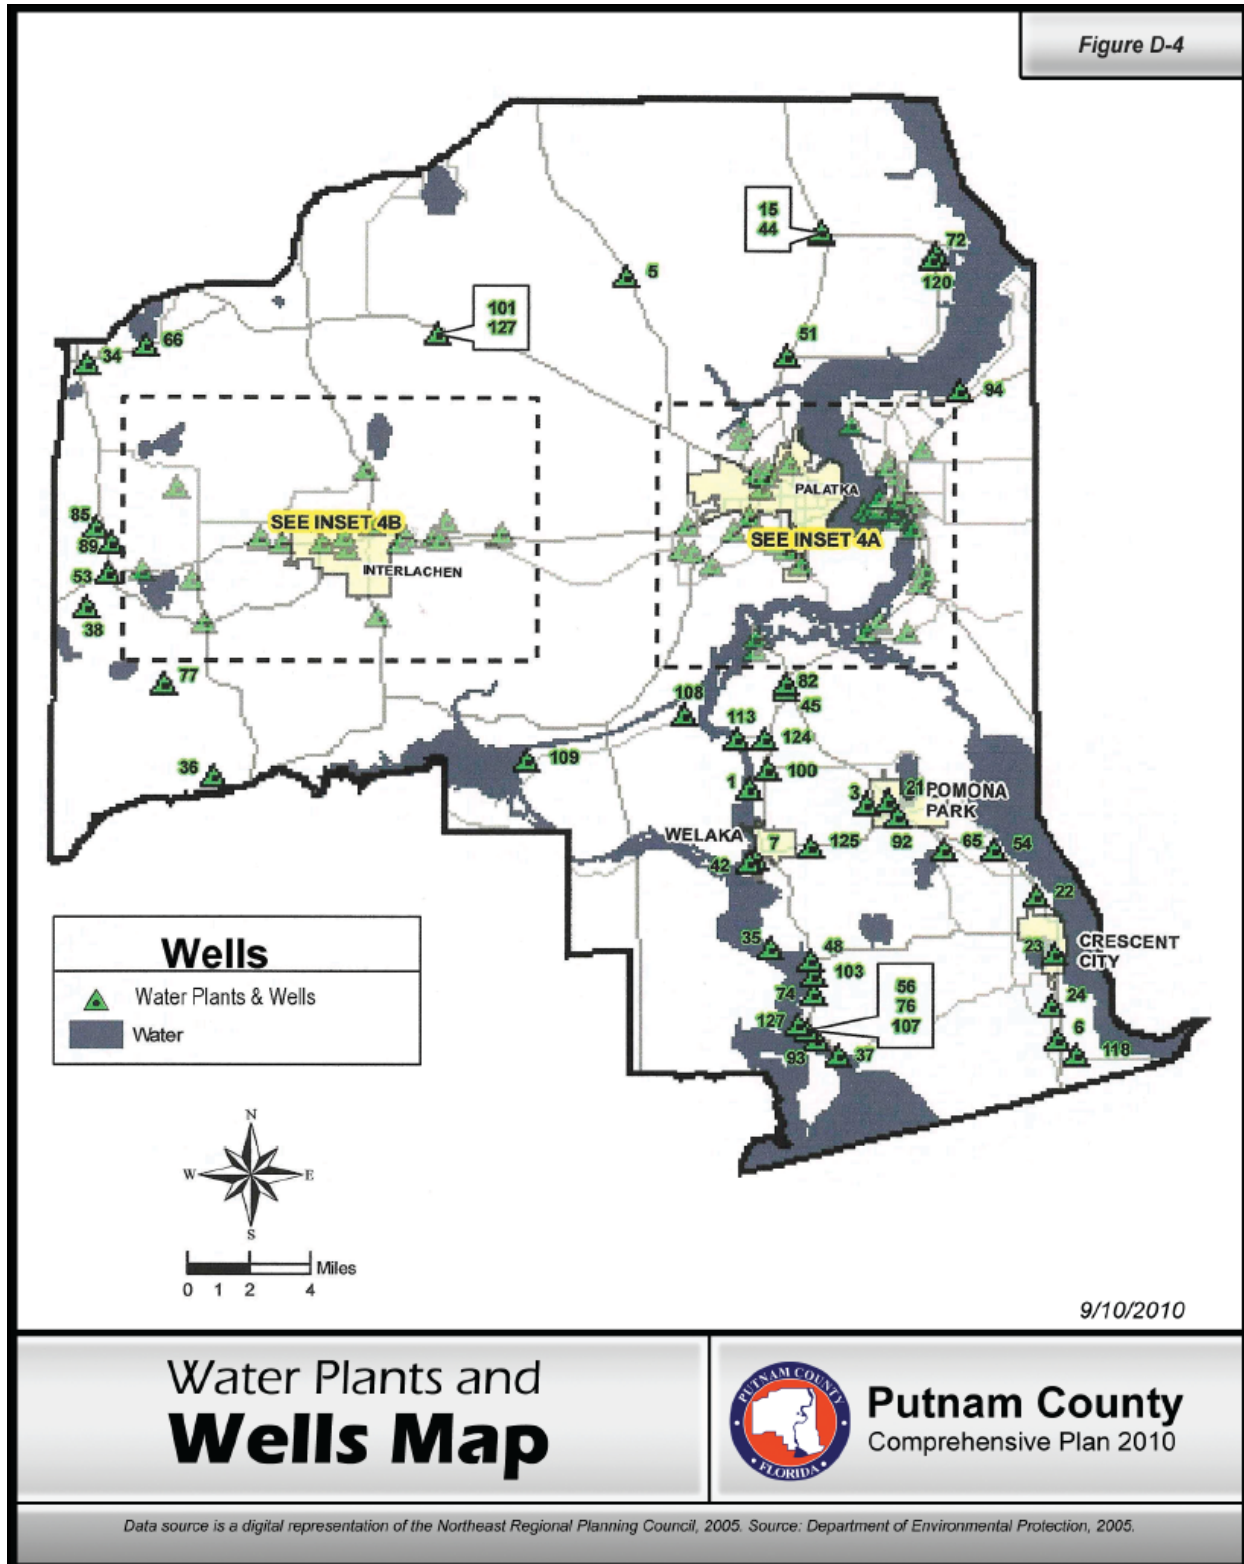 Figure D-4
15
44
72
120
5
101
127
51
66
34
94
PALATKA
85
SEE INSET 4B
89
SEE INSET 4A
53
INTERLACHEN
38
77
82
108
45
113
124
36
109
100
1
3
21
POMONA
PARK
WELAKA
7
125
92
65
54
42
22
35
48
CRESCENT
CITY
23
103
56
76
107
74
24
127
6
93
37
118
Wells
Water Plants & Wells
Water
N
W
E
S
Miles
0 1 2 4
9/10/2010
Water Plants and
Wells Map
PUTNAM COUNTY
FLORIDA
Putnam County
Comprehensive Plan 2010
Data source is a digital representation of the Northeast Regional Planning Council, 2005. Source: Department of Environmental Protection, 2005.